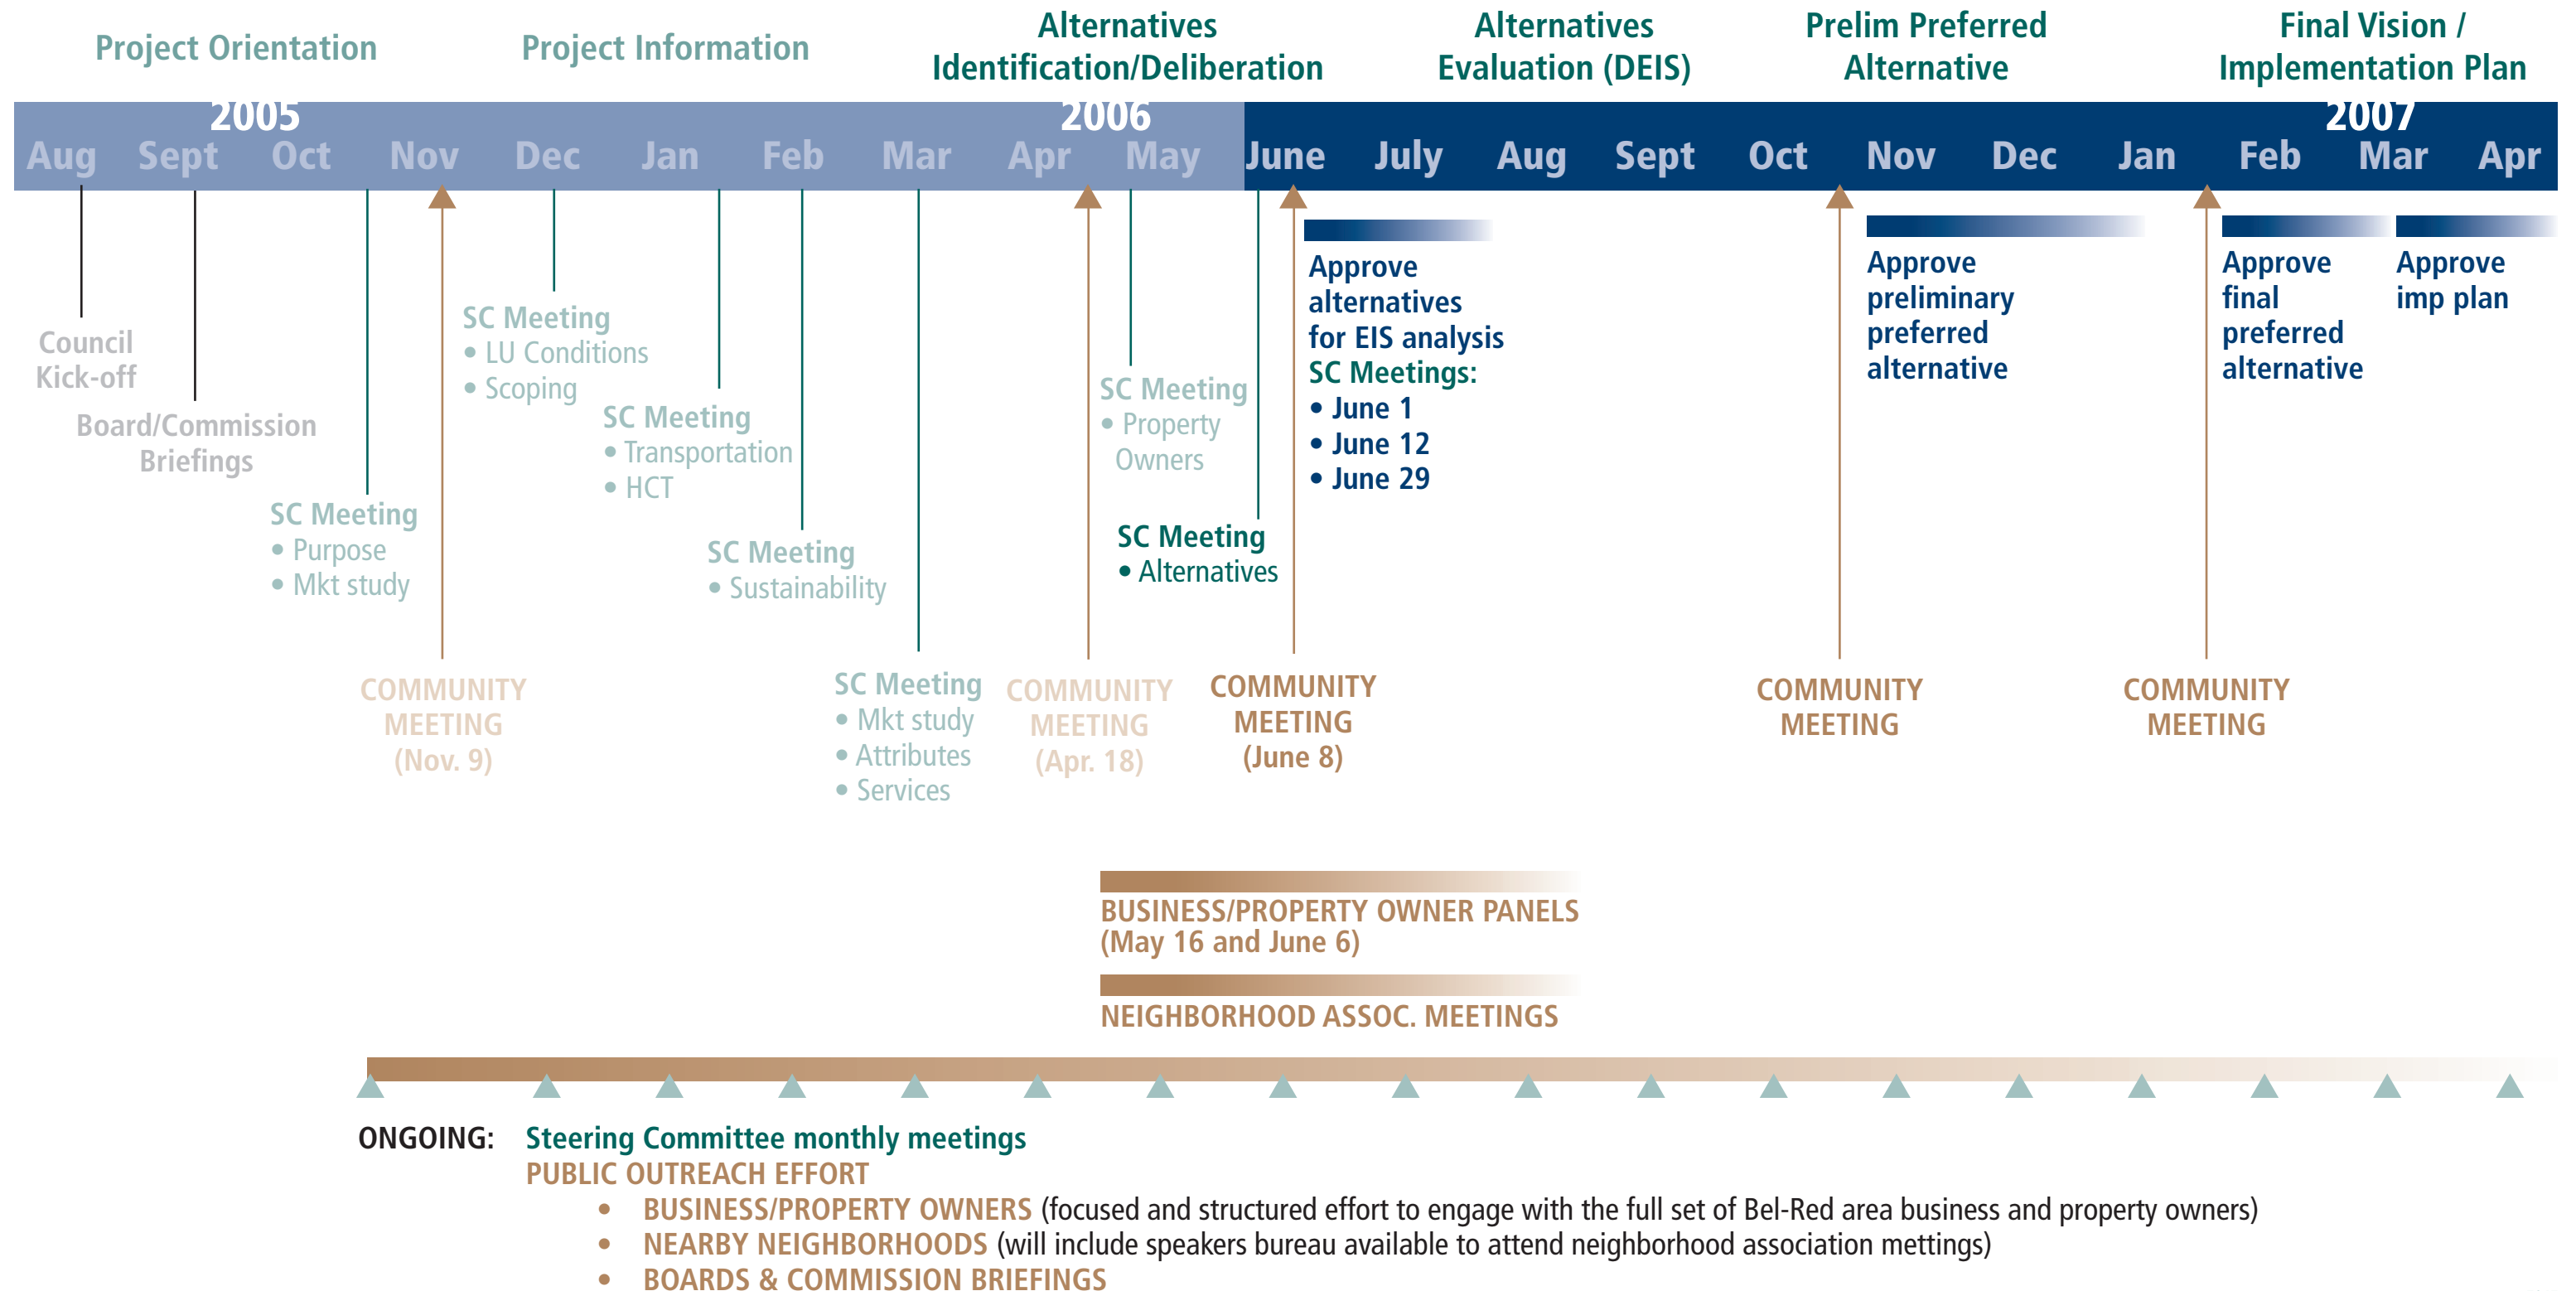 Project Orientation
Project Information
Alternatives
Identification/Deliberation
Alternatives
Evaluation (DEIS)
Prelim Preferred
Alternative
Final Vision /
Implementation Plan
2005 2006 2007
Aug Sept Oct Nov Dec Jan Feb Mar Apr May June July Aug Sept Oct Nov Dec Jan Feb Mar Apr
Council
Kick-off
Board/Commission
Briefings
SC Meeting
• Purpose
• Mkt study
COMMUNITY
MEETING
(Nov. 9)
SC Meeting
• LU Conditions
• Scoping
SC Meeting
• Transportation
• HCT
SC Meeting
• Sustainability
SC Meeting
• Mkt study
• Attributes
• Services
COMMUNITY
MEETING
(Apr. 18)
SC Meeting
• Property
Owners
SC Meeting
• Alternatives
COMMUNITY
MEETING
(June 8)
Approve
alternatives
for EIS analysis
SC Meetings:
• June 1
• June 12
• June 29
COMMUNITY
MEETING
Approve
preliminary
preferred
alternative
COMMUNITY
MEETING
Approve
final
preferred
alternative
Approve
imp plan
BUSINESS/PROPERTY OWNER PANELS
(May 16 and June 6)
NEIGHBORHOOD ASSOC. MEETINGS
ONGOING: Steering Committee monthly meetings
PUBLIC OUTREACH EFFORT
• BUSINESS/PROPERTY OWNERS (focused and structured effort to engage with the full set of Bel-Red area business and property owners)
• NEARBY NEIGHBORHOODS (will include speakers bureau available to attend neighborhood association mettings)
• BOARDS & COMMISSION BRIEFINGS